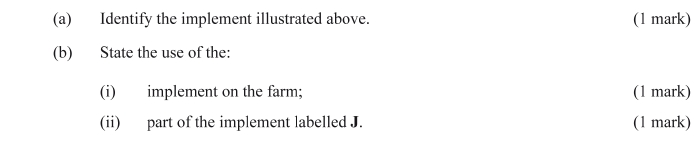 (a) Identify the implement illustrated above. (1 mark)
(b) State the use of the:
(i) implement on the farm; (1 mark)
(ii) part of the implement labelled J. (1 mark)